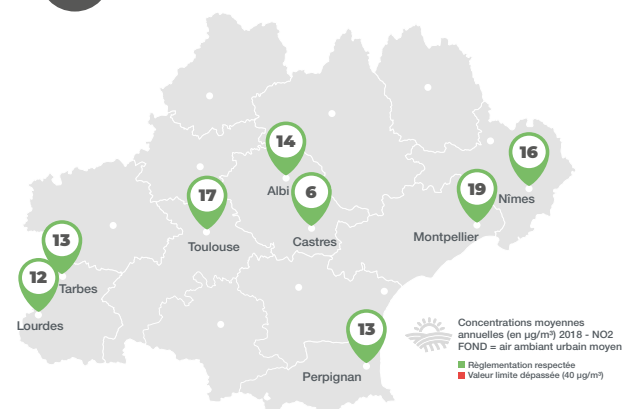 14
16
Albi
6
17
19
Nîmes
Castres
Montpellier
Toulouse
13
12
Tarbes
Lourdes
13
Perpignan
Concentrations moyennes
annuelles (en µg/m³) 2018 - NO2
FOND = air ambiant urbain moyen
Règlementation respectée
Valeur limite dépassée (40 µg/m³)